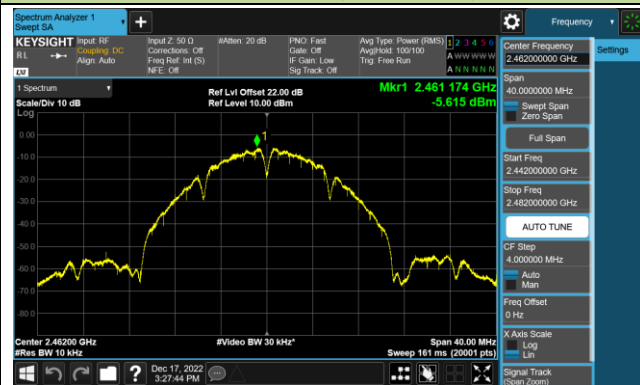 Spectrum Analyzer 1
Swept SA
Frequency
KEYSIGHT
Input: RF
Input Z: 50 Ω
#Atten: 20 dB
PNO: Fast
Avg Type: Power (RMS)
1 2 3 4 5 6
RL
Coupling: DC
Corrections: Off
Gate: Off
Avg|Hold: 100/100
A W W W W W
Align: Auto
Freq Ref: Int (S)
IF Gain: Low
Trig: Free Run
NFE: Off
Sig Track: Off
A N N N N N
LXI
1 Spectrum
Ref Lvl Offset 22.00 dB
Mkr1 2.461 174 GHz
Scale/Div 10 dB
Ref Level 10.00 dBm
-5.615 dBm
Log
1
0.00
-10.0
-20.0
-30.0
-40.0
-50.0
-60.0
-70.0
-80.0
Center 2.46200 GHz
#Video BW 30 kHz*
Span 40.00 MHz
#Res BW 10 kHz
Sweep 161 ms (20001 pts)
Center Frequency
2.462000000 GHz
Settings
Span
40.0000000 MHz
Swept Span
Zero Span
Full Span
Start Freq
2.442000000 GHz
Stop Freq
2.482000000 GHz
AUTO TUNE
CF Step
4.000000 MHz
Auto
Man
Freq Offset
0 Hz
X Axis Scale
Log
Lin
Signal Track
(Span Zoom)
?
Dec 17, 2022
3:27:44 PM